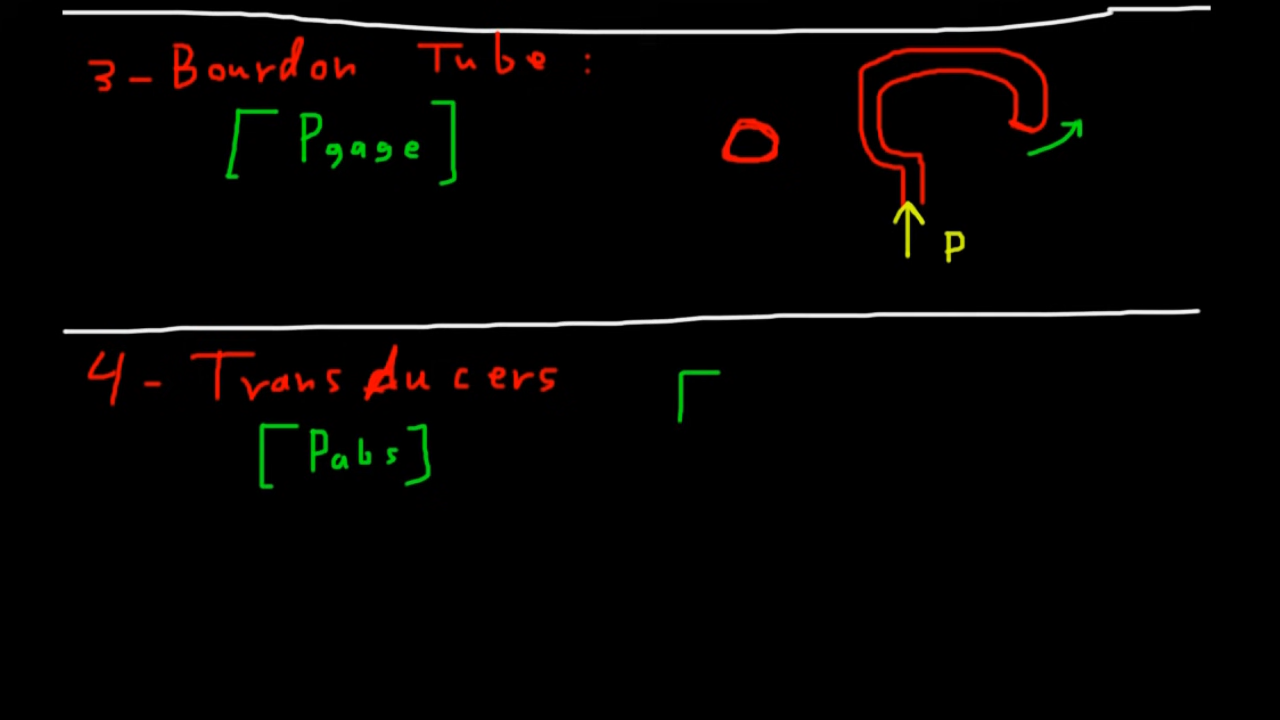 3- Bourdon Tube :
[Pgage]
P
4- Transducers
[Pabs]